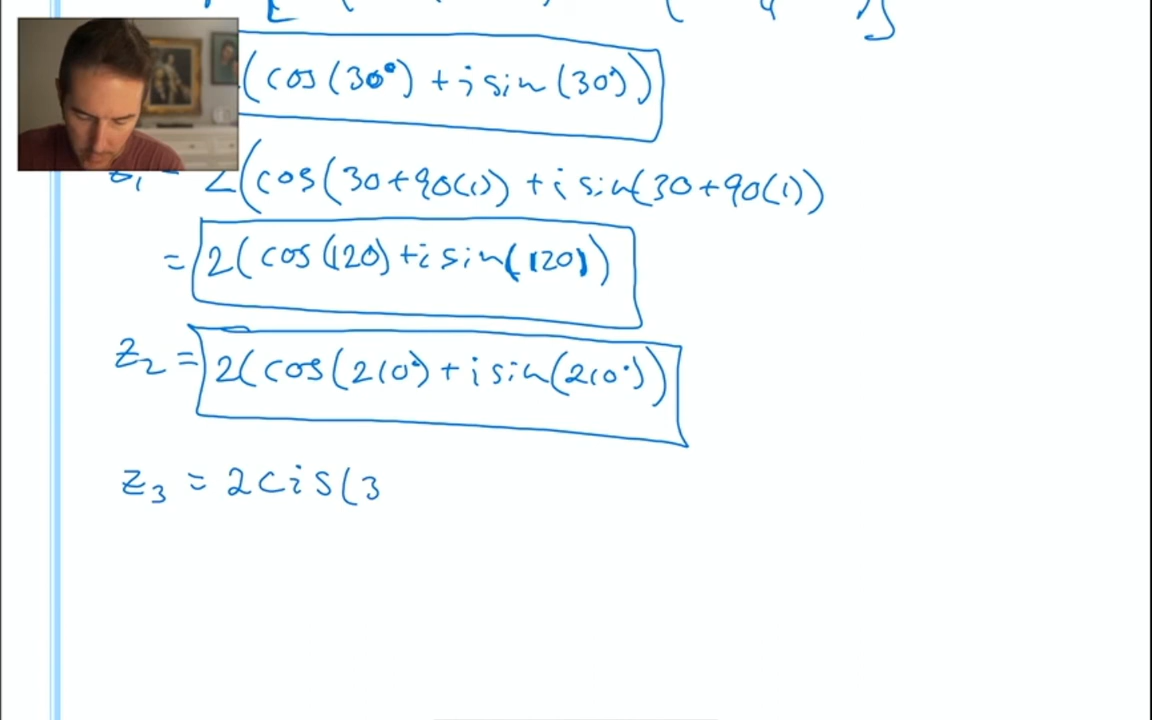 (cos(30°) + i sin(30°))
2(cos(30+90(1)) + i sin(30+90(1))
= 2(cos(120) + i sin(120))
z₂ = 2(cos(210°) + i sin(210°))
z₃ = 2cis(3